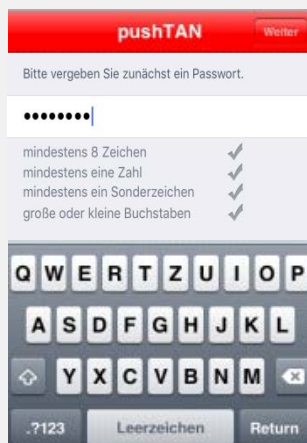 pushTAN
Weiter
Bitte vergeben Sie zunächst ein Passwort.
••••••••
mindestens 8 Zeichen
mindestens eine Zahl
mindestens ein Sonderzeichen
große oder kleine Buchstaben
Q W E R T Z U I O P
A S D F G H J K L
Y X C V B N M
.?123
Leerzeichen
Return